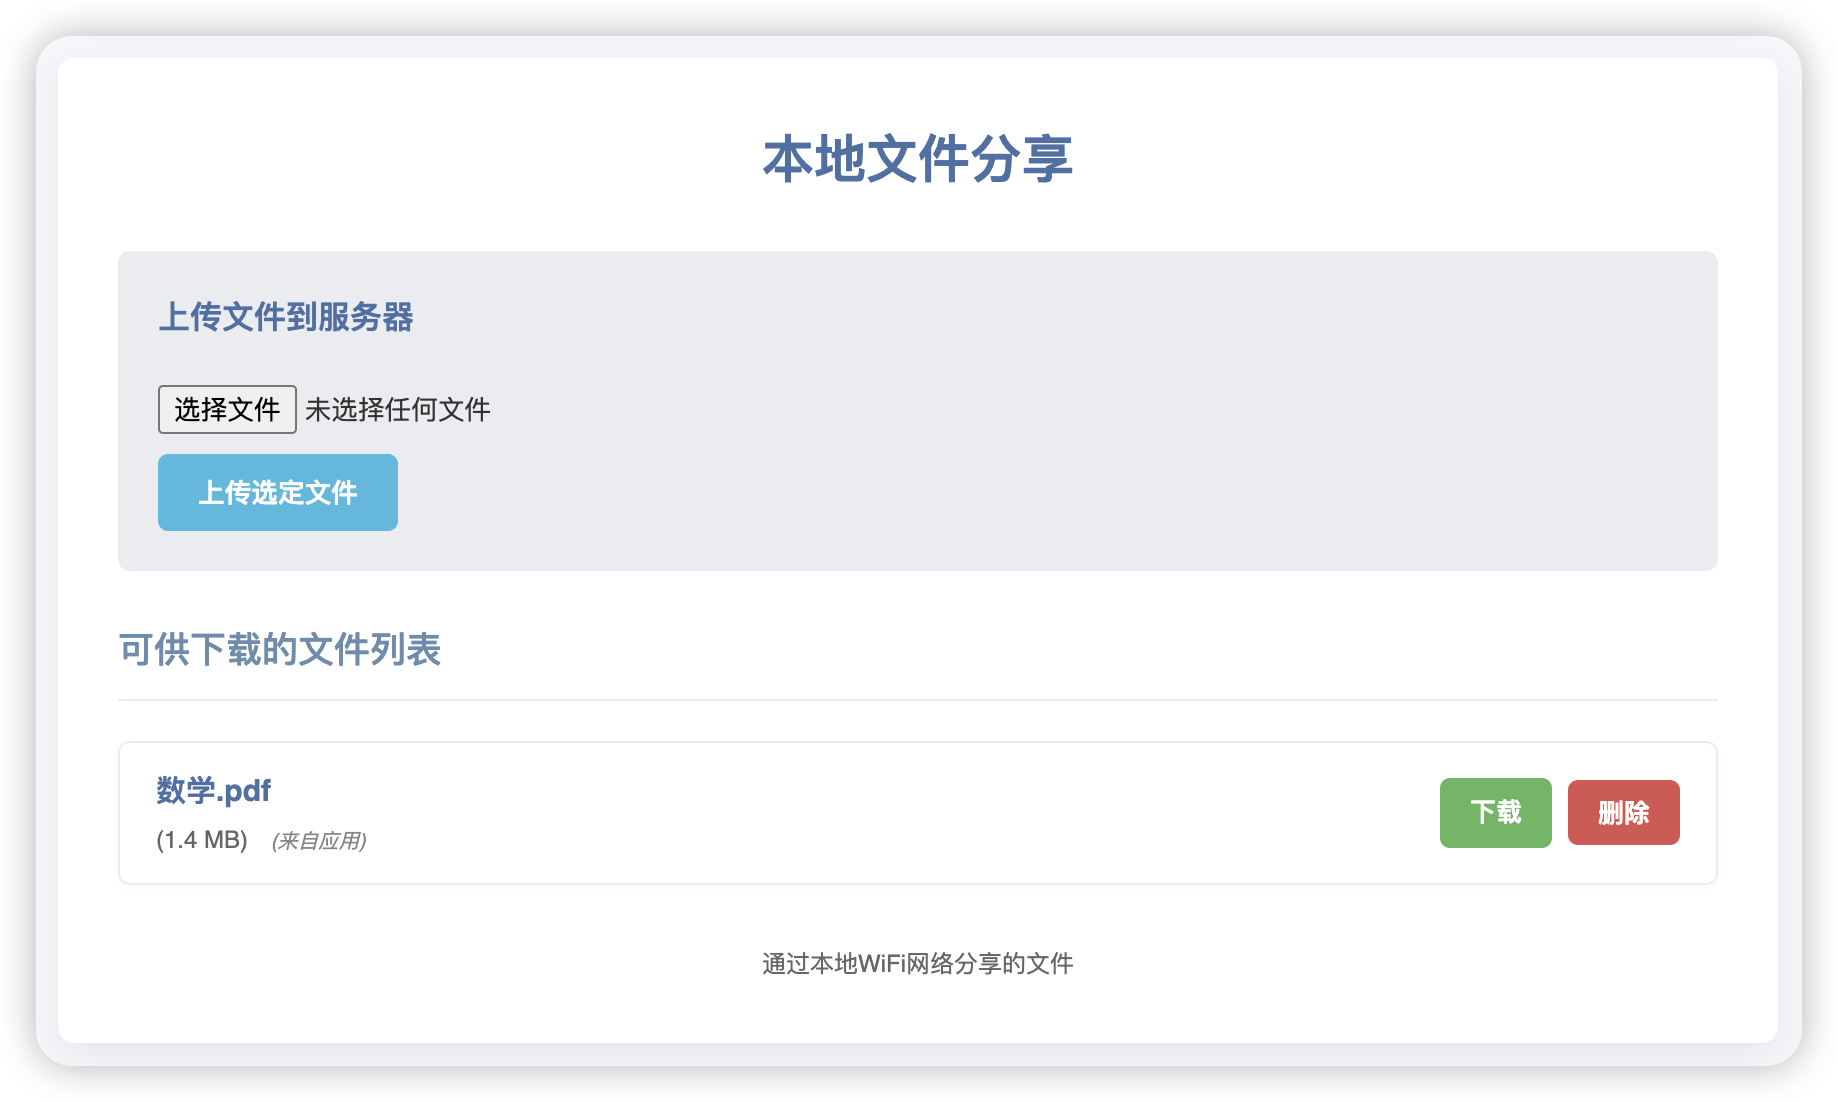 本地文件分享
上传文件到服务器
选择文件 未选择任何文件
上传选定文件
可供下载的文件列表
数学.pdf
(1.4 MB) (来自应用)
下载 删除
通过本地WiFi网络分享的文件